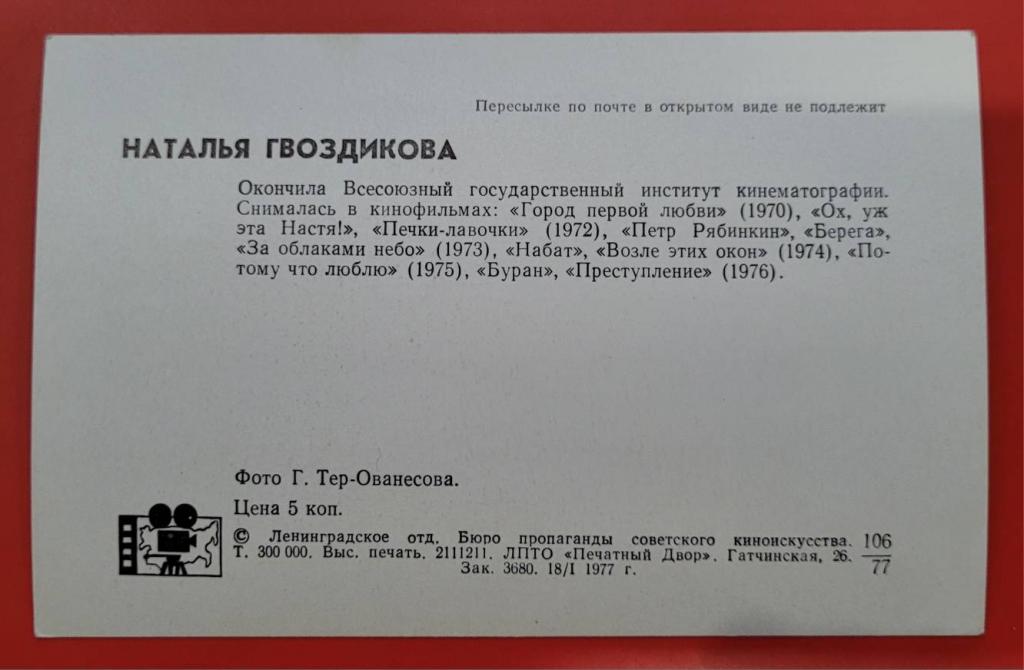 Пересылке по почте в открытом виде не подлежит
НАТАЛЬЯ ГВОЗДИКОВА
Окончила Всесоюзный государственный институт кинематографии.
Снималась в кинофильмах: «Город первой любви» (1970), «Ох, уж
эта Настя!», «Печки-лавочки» (1972), «Петр Рябинкин», «Берега»,
«За облаками небо» (1973), «Набат», «Возле этих окон» (1974), «По-
тому что люблю» (1975), «Буран», «Преступление» (1976).
Фото Г. Тер-Ованесова.
Цена 5 коп.
© Ленинградское отд. Бюро пропаганды советского киноискусства. 106
Т. 300 000. Выс. печать. 2111211. ЛПТО «Печатный Двор». Гатчинская, 26. 77
Зак. 3680. 18/I 1977 г.